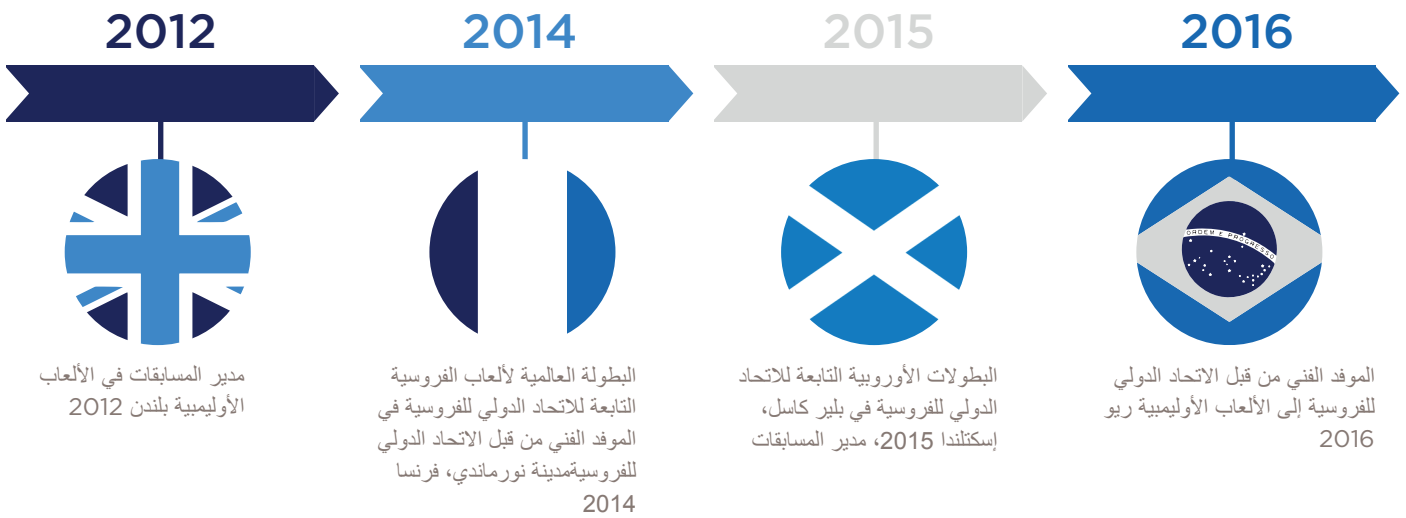 2012
مدير المسابقات في الألعاب
الأوليمبية بلندن 2012
2014
البطولة العالمية لألعاب الفروسية
التابعة للاتحاد الدولي للفروسية في
الموفد الفني من قبل الاتحاد الدولي
للفروسيةمدينة نورماندي، فرنسا
2014
2015
البطولات الأوروبية التابعة للاتحاد
الدولي للفروسية في بلير كاسل،
إسكتلندا 2015، مدير المسابقات
2016
ORDEM E PROGRESSO
الموفد الفني من قبل الاتحاد الدولي
للفروسية إلى الألعاب الأوليمبية ريو
2016